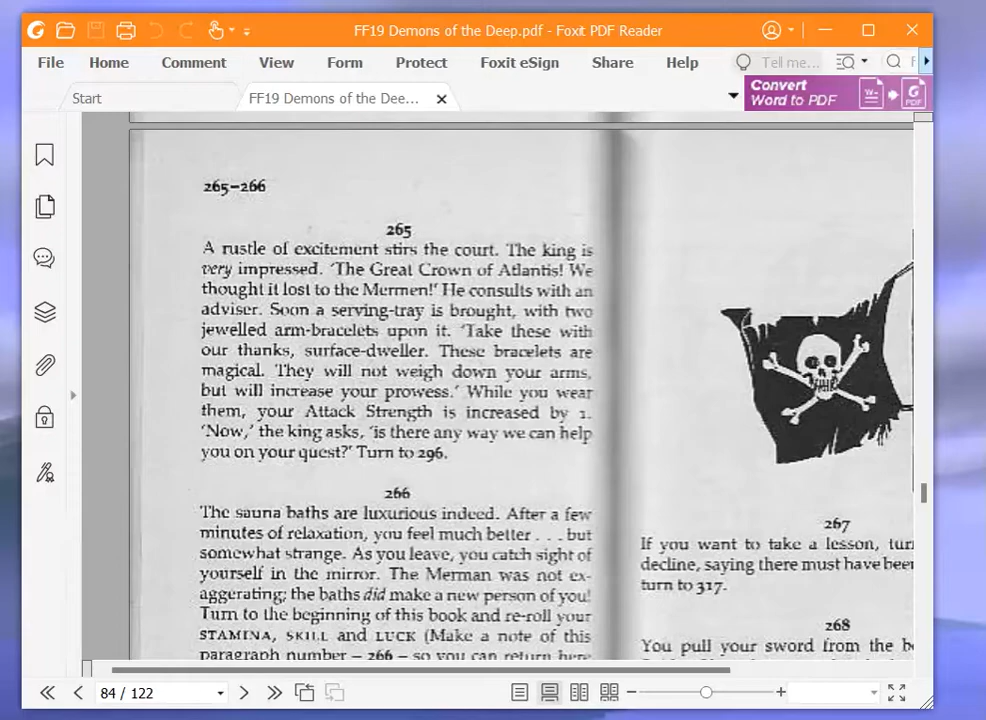 FF19 Demons of the Deep.pdf - Foxit PDF Reader
File Home Comment View Form Protect Foxit eSign Share Help Tell me...
Start FF19 Demons of the Dee... Convert
Word to PDF
265–266
265
A rustle of excitement stirs the court. The king is
very impressed. 'The Great Crown of Atlantis! We
thought it lost to the Mermen!' He consults with an
adviser. Soon a serving-tray is brought, with two
jewelled arm-bracelets upon it. 'Take these with
our thanks, surface-dweller. These bracelets are
magical. They will not weigh down your arms,
but will increase your prowess.' While you wear
them, your Attack Strength is increased by 1.
'Now,' the king asks, 'is there any way we can help
you on your quest?' Turn to 296.
266
The sauna baths are luxurious indeed. After a few
minutes of relaxation, you feel much better . . . but
somewhat strange. As you leave, you catch sight of
yourself in the mirror. The Merman was not ex-
aggerating; the baths did make a new person of you!
Turn to the beginning of this book and re-roll your
STAMINA, SKILL and LUCK (Make a note of this
paragraph number – 266 – so you can return here
267
If you want to take a lesson, tur
decline, saying there must have bee
turn to 317.
268
You pull your sword from the b
84 / 122